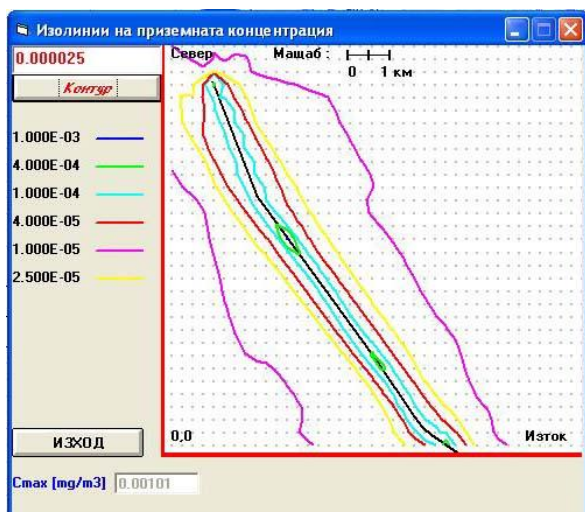 Изолинии на приземната концентрация
0.000025
Север
Мащаб :
0 1 км
Контур
1.000E-03
4.000E-04
1.000E-04
4.000E-05
1.000E-05
2.500E-05
ИЗХОД
0,0
Изток
Cmax [mg/m3] 0.00101